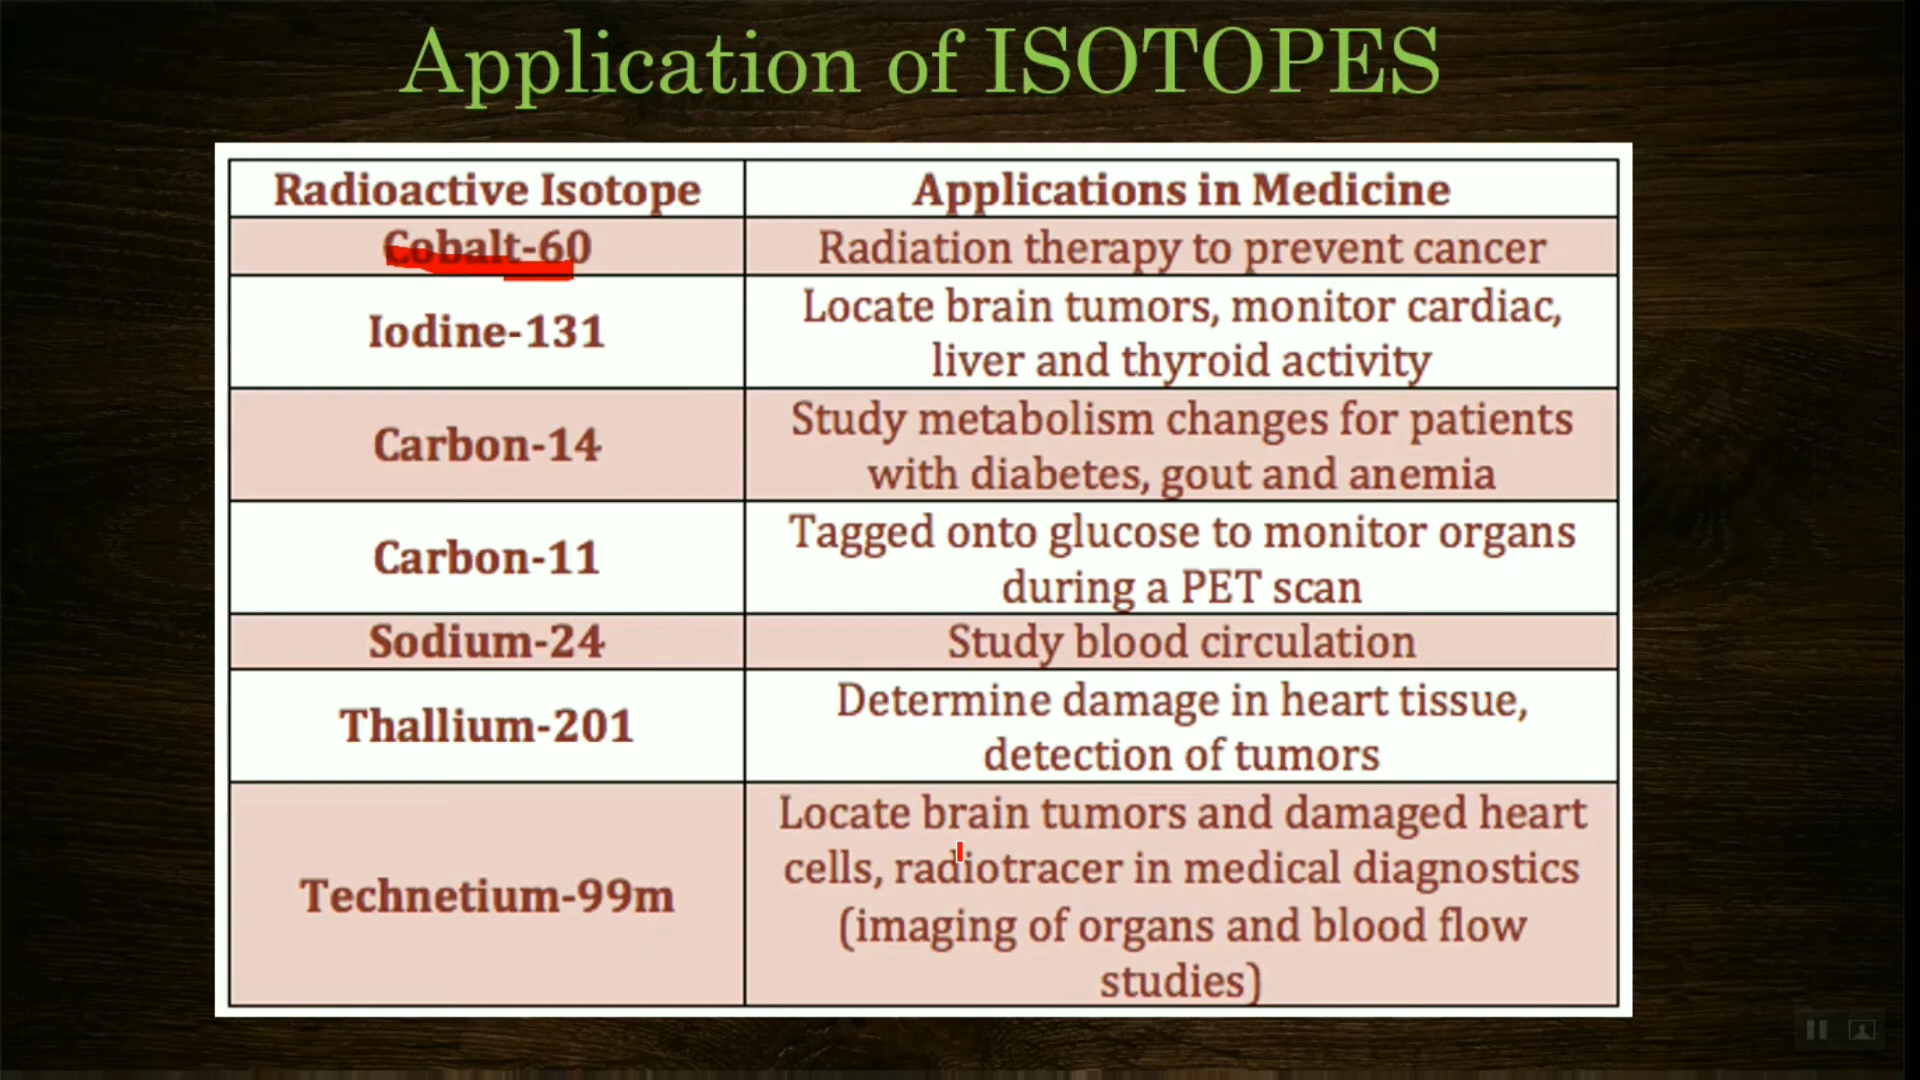 Application of ISOTOPES
Radioactive Isotope
Applications in Medicine
Cobalt-60
Radiation therapy to prevent cancer
Iodine-131
Locate brain tumors, monitor cardiac,
liver and thyroid activity
Carbon-14
Study metabolism changes for patients
with diabetes, gout and anemia
Carbon-11
Tagged onto glucose to monitor organs
during a PET scan
Sodium-24
Study blood circulation
Thallium-201
Determine damage in heart tissue,
detection of tumors
Technetium-99m
Locate brain tumors and damaged heart
cells, radiotracer in medical diagnostics
(imaging of organs and blood flow
studies)